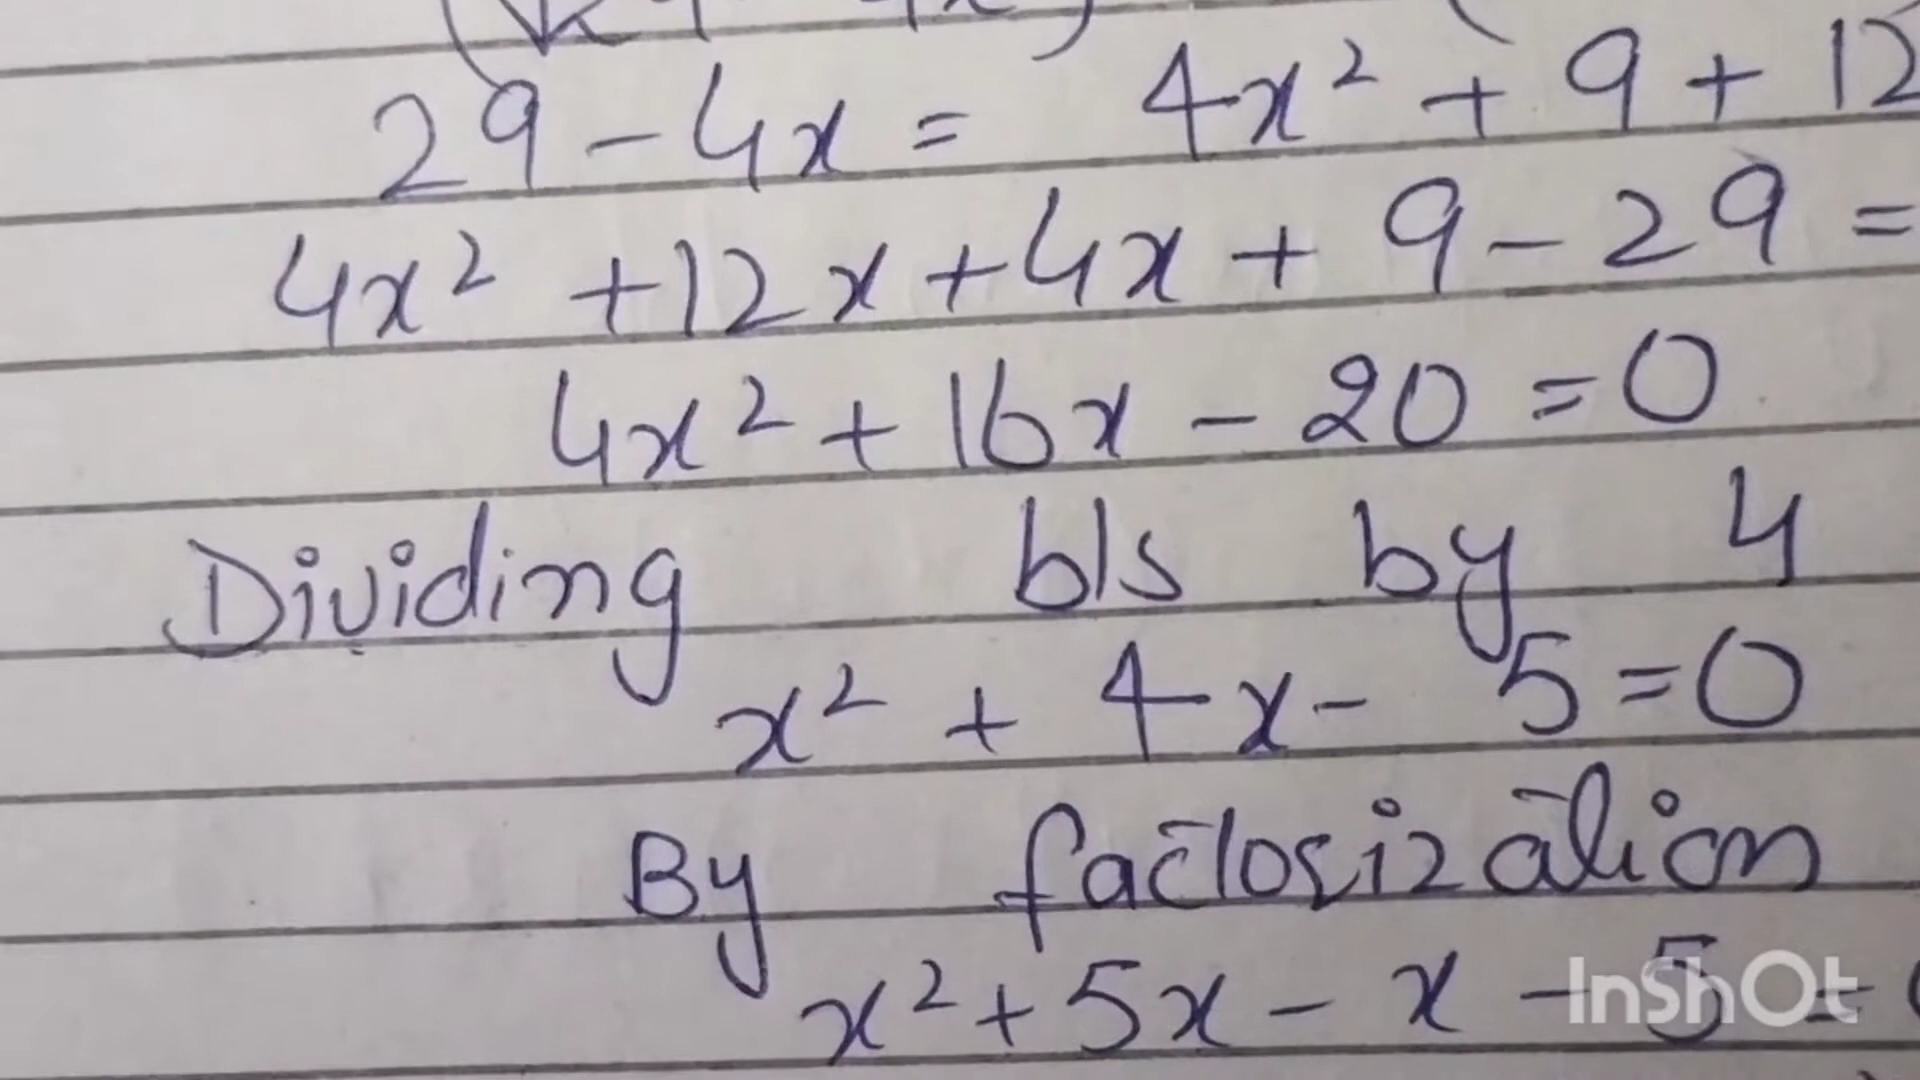 29 - 4x = 4x² + 9 + 12
4x² + 12x + 4x + 9 - 29 =
4x² + 16x - 20 = 0
Dividing b/s by 4
x² + 4x - 5 = 0
By factorization
x² + 5x - x - 5 =
InShOt